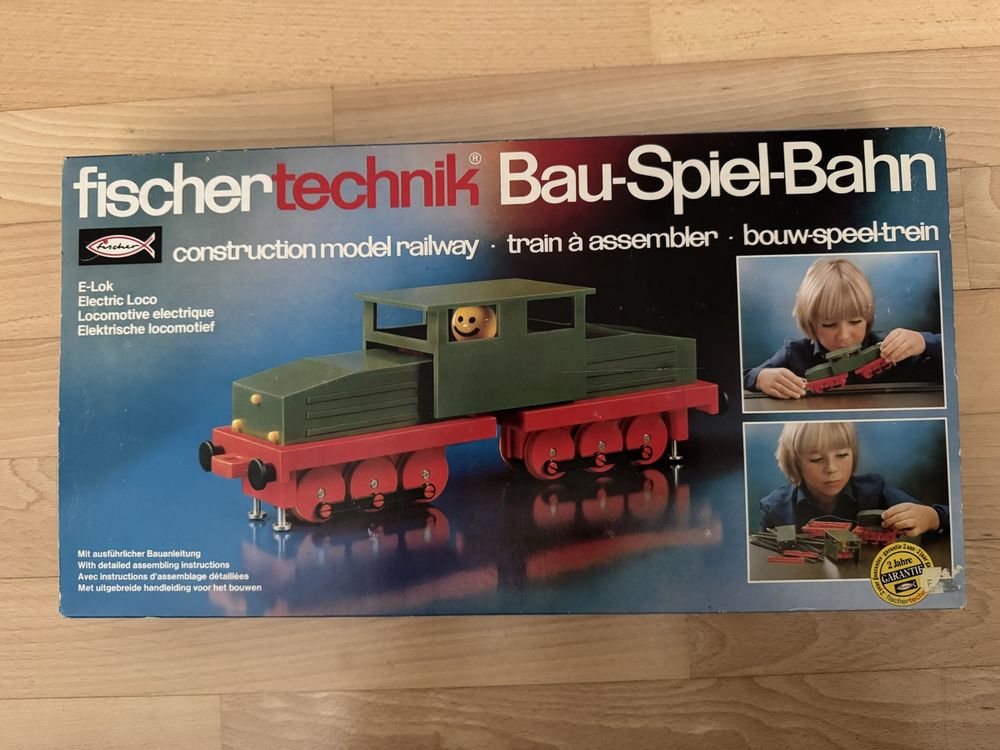 fischertechnik® Bau-Spiel-Bahn
fischer
construction model railway · train à assembler · bouw-speel-trein
E-Lok
Electric Loco
Locomotive electrique
Elektrische locomotief
Mit ausführlicher Bauanleitung
With detailed assembling instructions
Avec instructions d'assemblage détaillées
Met uitgebreide handleiding voor het bouwen
2 Jahre
GARANTIE